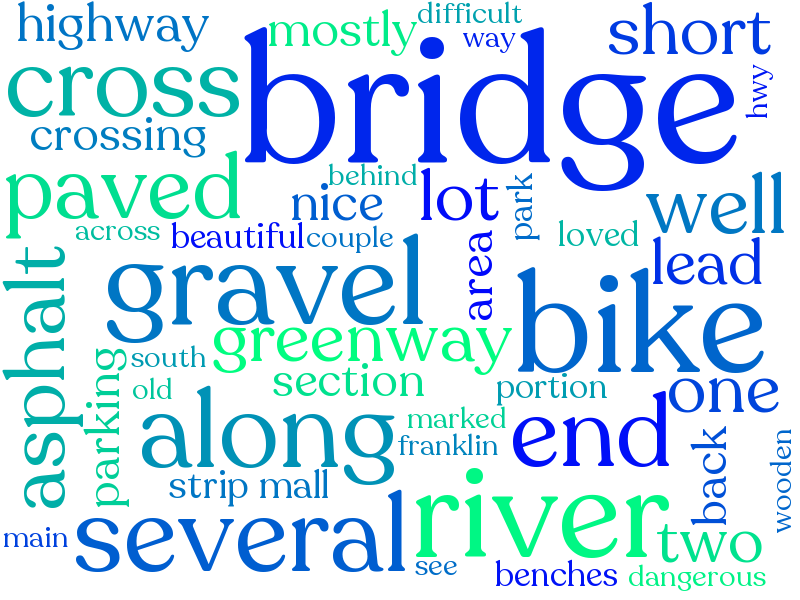 highway
mostly
difficult
way
short
cross
bridge
hwy
crossing
paved
behind
nice
lot
park
well
across
beautiful
couple
area
loved
lead
asphalt
gravel
bike
greenway
south
parking
old
section
portion
one
along
marked
franklin
end
back
wooden
strip mall
several
river
two
main
see
benches
dangerous